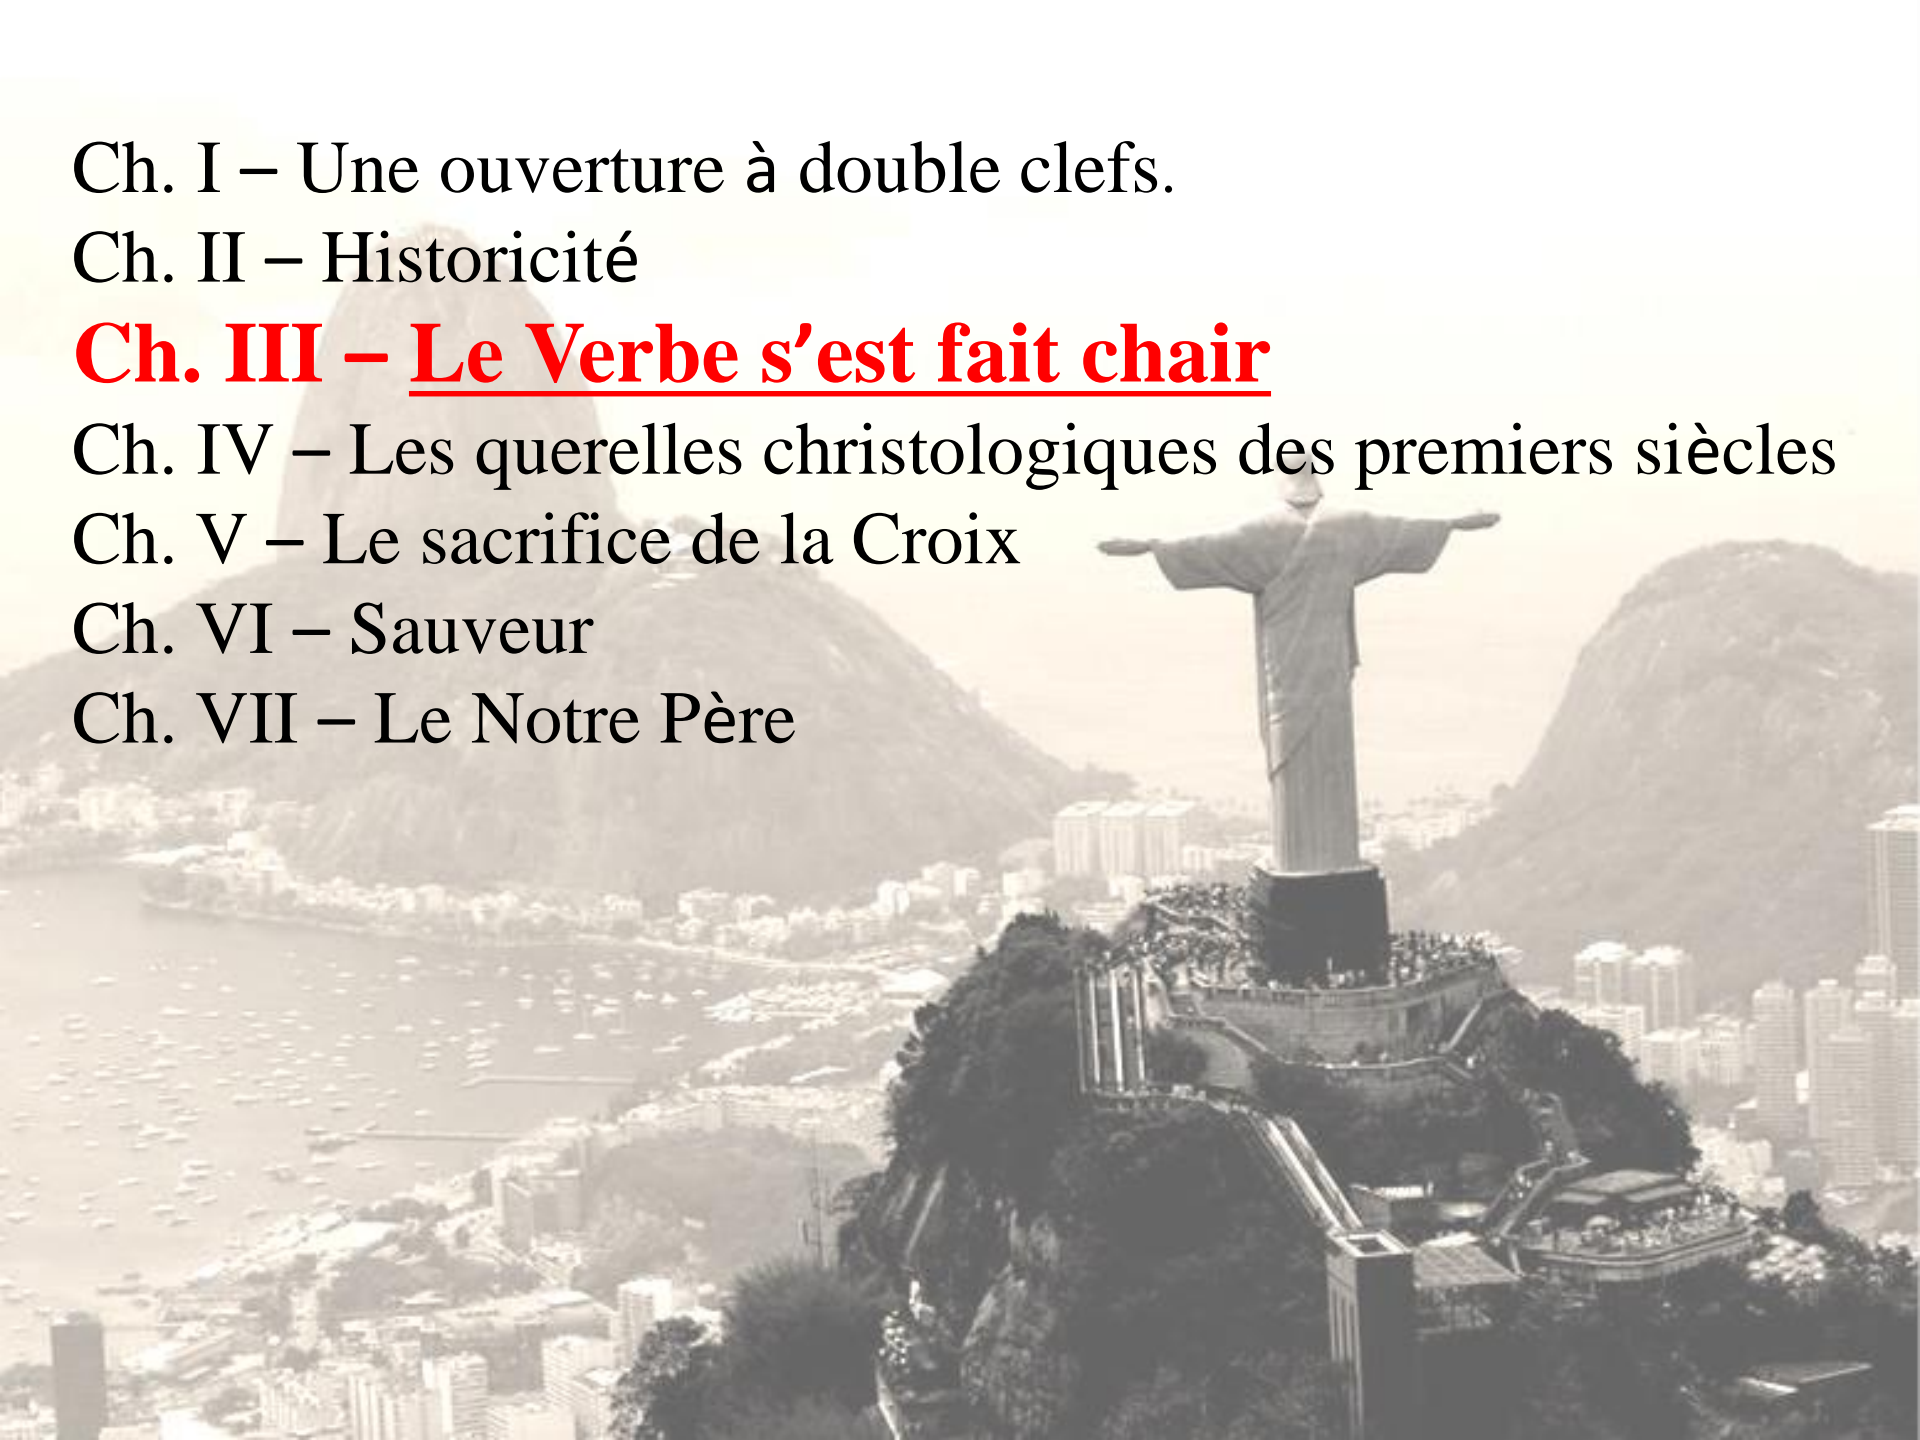 Ch. I – Une ouverture à double clefs.
Ch. II – Historicité
Ch. III – Le Verbe s’est fait chair
Ch. IV – Les querelles christologiques des premiers siècles
Ch. V – Le sacrifice de la Croix
Ch. VI – Sauveur
Ch. VII – Le Notre Père